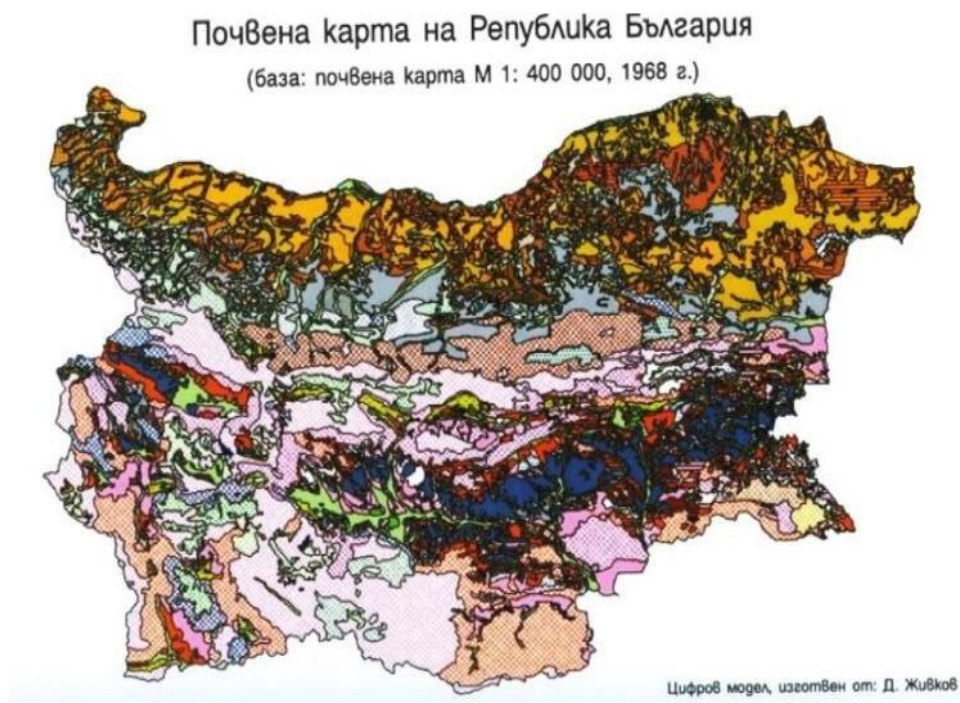 Почвена карта на Република България
(база: почвена карта М 1: 400 000, 1968 г.)
Цифров модел, изготвен от: Д. Живков